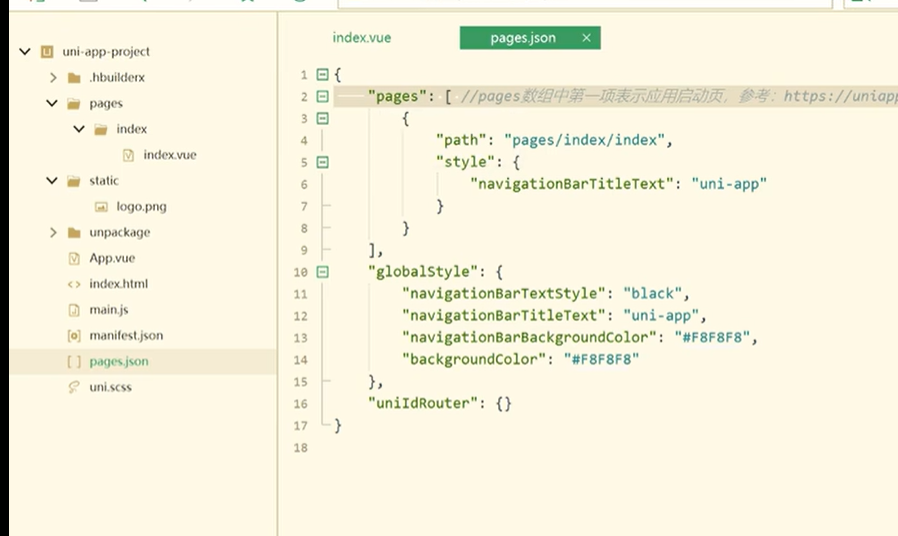 index.vue
pages.json ×
uni-app-project
.hbuilderx
pages
index
index.vue
static
logo.png
unpackage
App.vue
index.html
main.js
manifest.json
pages.json
uni.scss
1 {
2 "pages": [ //pages数组中第一项表示应用启动页，参考：https://uniapp
3 {
4 "path": "pages/index/index",
5 "style": {
6 "navigationBarTitleText": "uni-app"
7 }
8 }
9 ],
10 "globalStyle": {
11 "navigationBarTextStyle": "black",
12 "navigationBarTitleText": "uni-app",
13 "navigationBarBackgroundColor": "#F8F8F8",
14 "backgroundColor": "#F8F8F8"
15 },
16 "uniIdRouter": {}
17 }
18